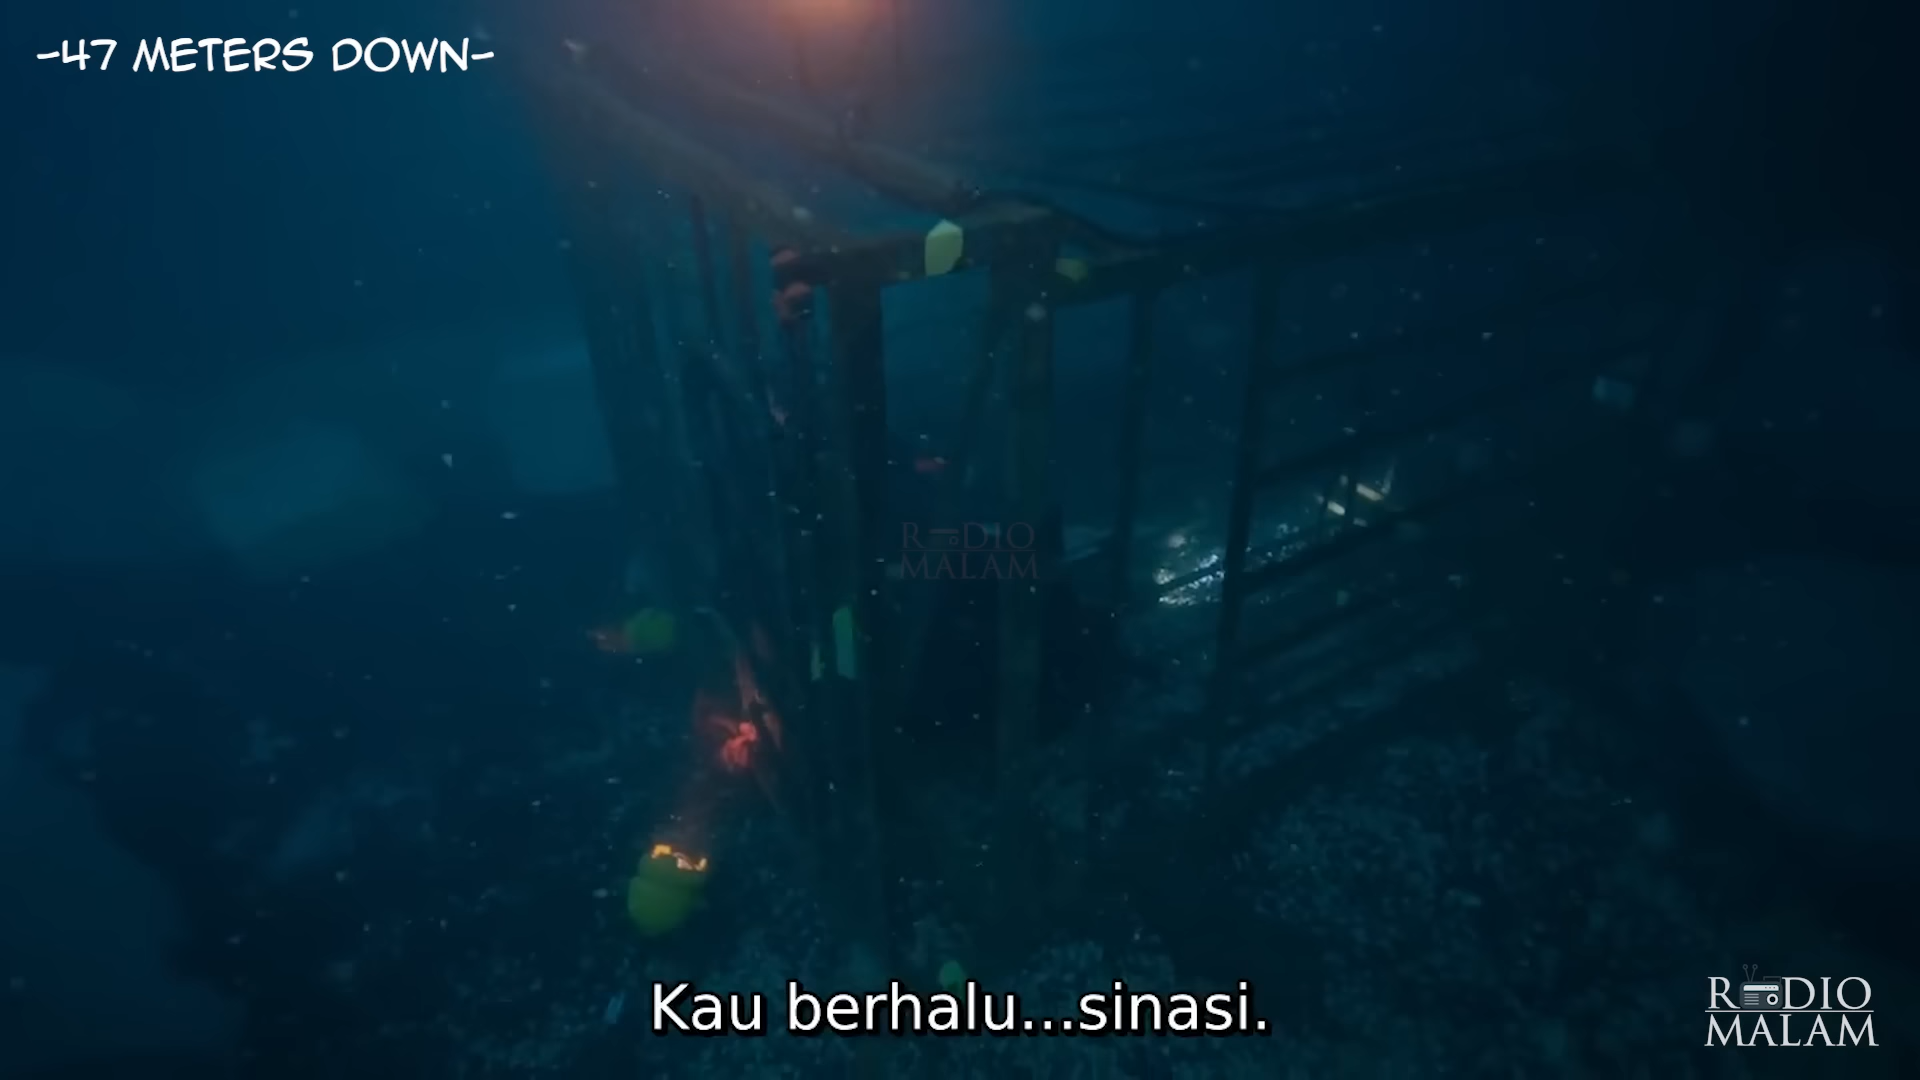 -47 METERS DOWN-
RADIO
MALAM
Kau berhalu...sinasi.
RADIO
MALAM